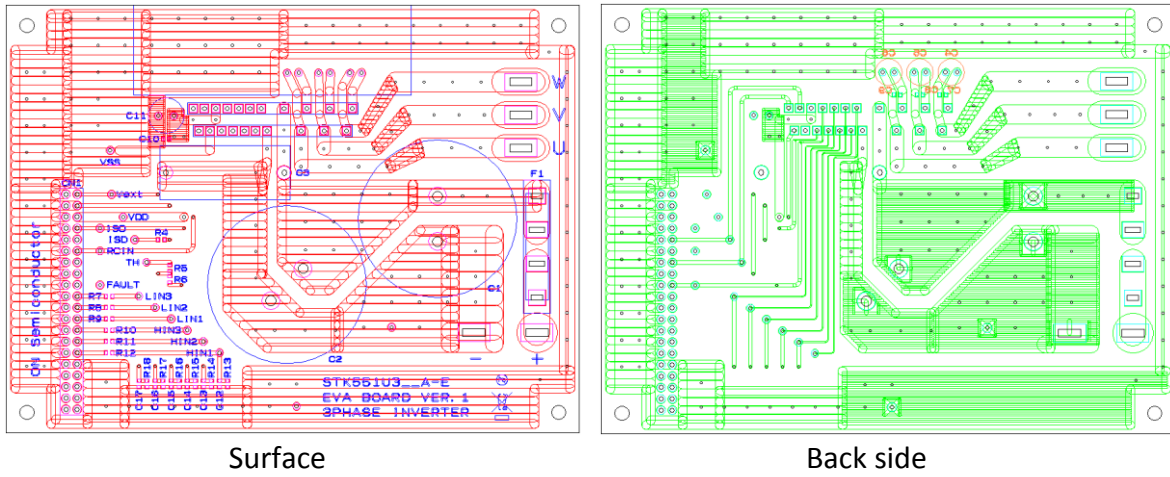 W
V
U
C11
C10
VSS
C3
F1
CN1
Vext
VDD
ISO
ISD
R4
RCIN
TH
R5
R6
FAULT
C1
R7
LIN3
R8
LIN2
R9
LIN1
R10
HIN3
R11
HIN2
R12
HIN1
C2
- +
ON Semiconductor
R18
R17
R16
R15
R14
R13
C17
C16
C15
C14
C13
C12
STK551U3__A-E
EVA BOARD VER. 1
3PHASE INVERTER
Surface
Back side